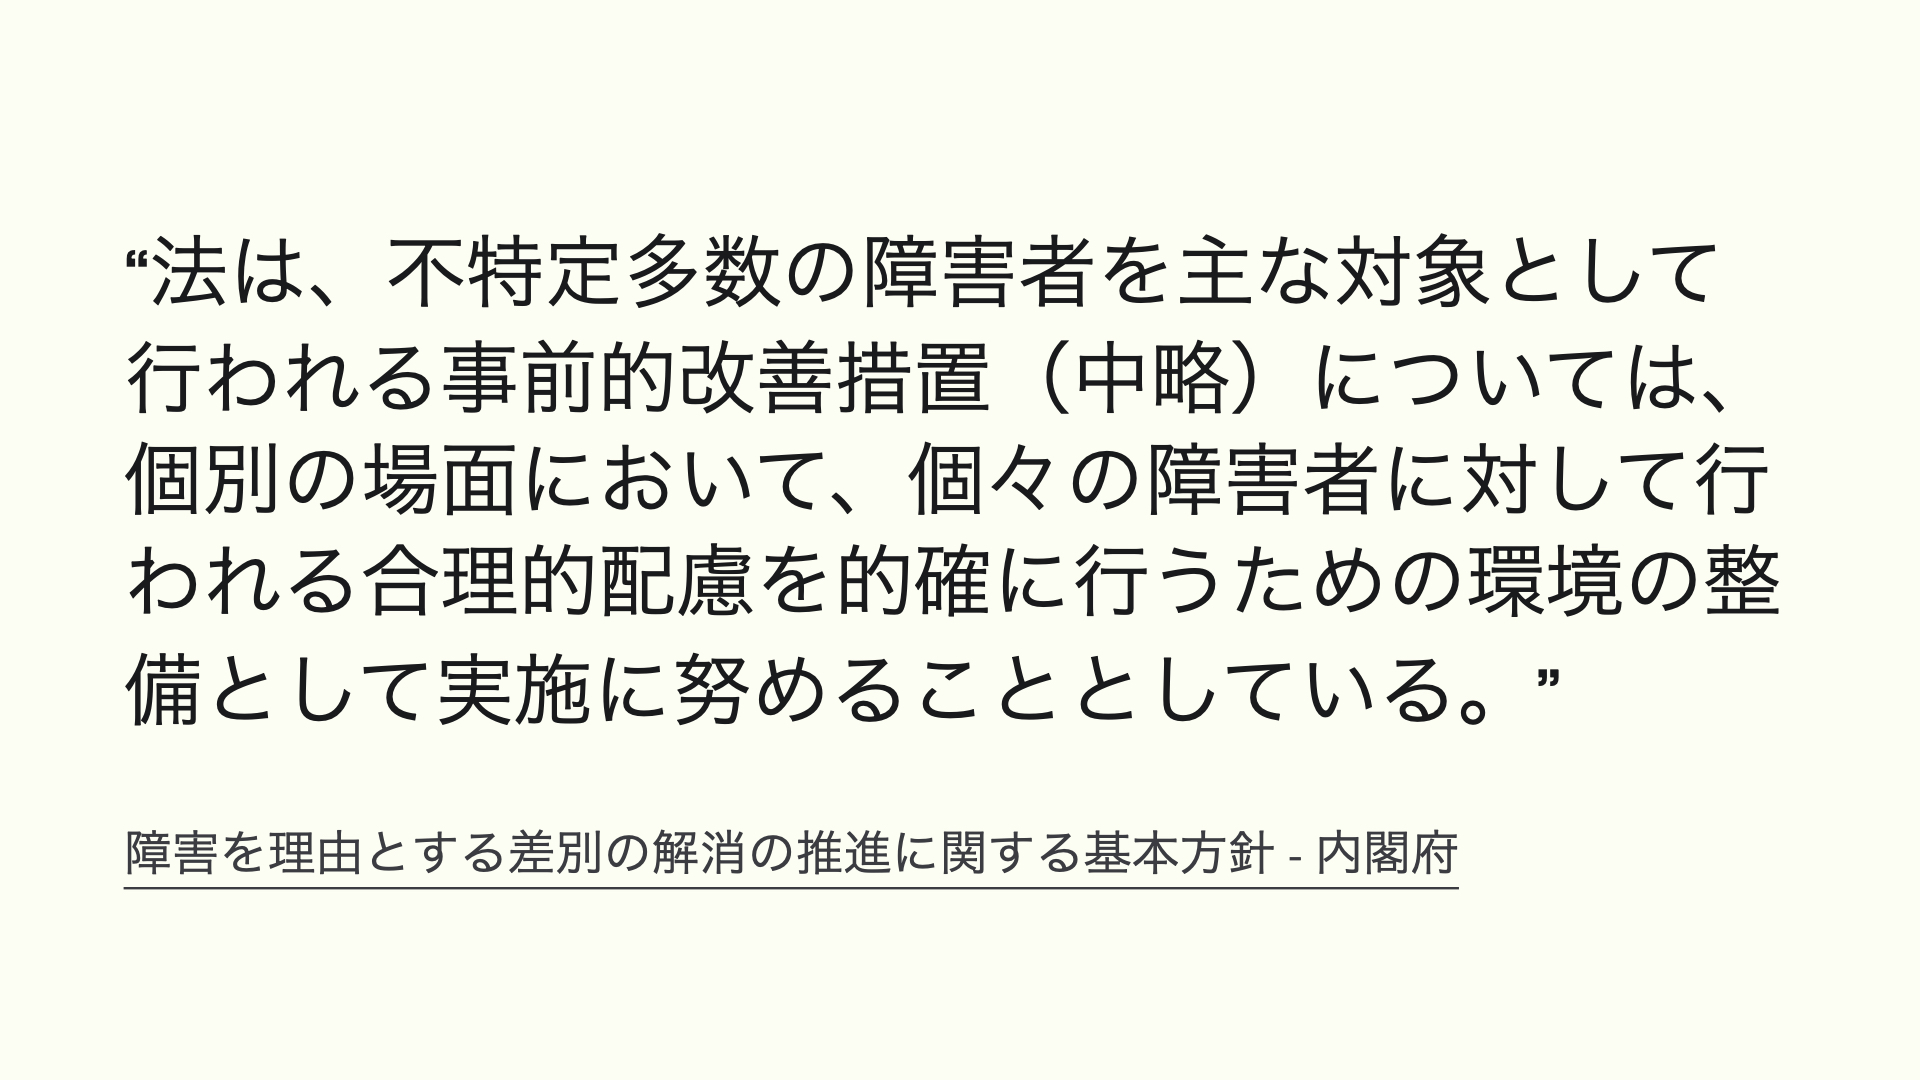 “法は、不特定多数の障害者を主な対象として
行われる事前的改善措置（中略）については、
個別の場面において、個々の障害者に対して行
われる合理的配慮を的確に行うための環境の整
備として実施に努めることとしている。”
障害を理由とする差別の解消の推進に関する基本方針 - 内閣府